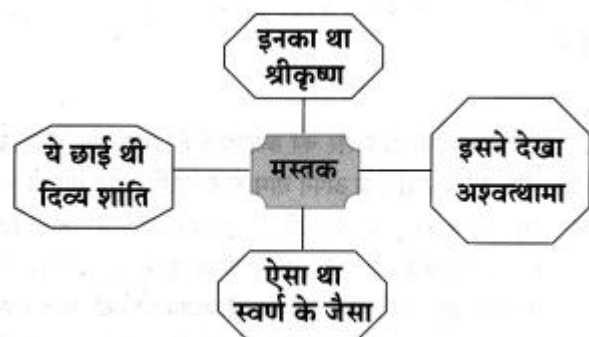 इनका था
श्रीकृष्ण
ये छाई थी
दिव्य शांति
मस्तक
इसने देखा
अश्वत्थामा
ऐसा था
स्वर्ण के जैसा